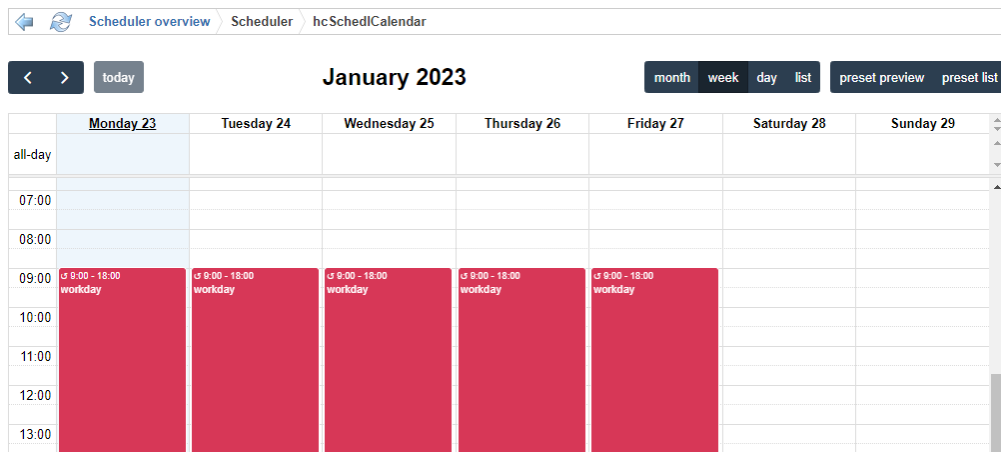 Scheduler overview Scheduler hcSchedlCalendar
today January 2023 month week day list preset preview preset list
Monday 23 Tuesday 24 Wednesday 25 Thursday 26 Friday 27 Saturday 28 Sunday 29
all-day
07:00
08:00
09:00 9:00 - 18:00 9:00 - 18:00 9:00 - 18:00 9:00 - 18:00 9:00 - 18:00
workday workday workday workday workday
10:00
11:00
12:00
13:00